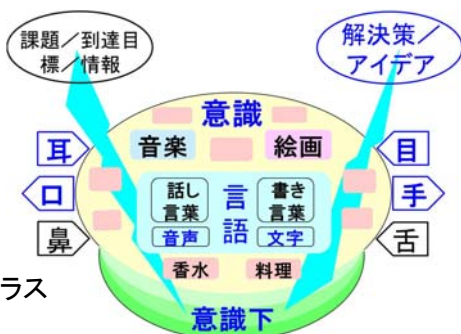 課題／到達目
標／情報
解決策／
アイデア
意識
音楽
絵画
耳
目
口
手
鼻
舌
話し
言葉
言
語
書き
言葉
音声
文字
香水
料理
ラス
意識下